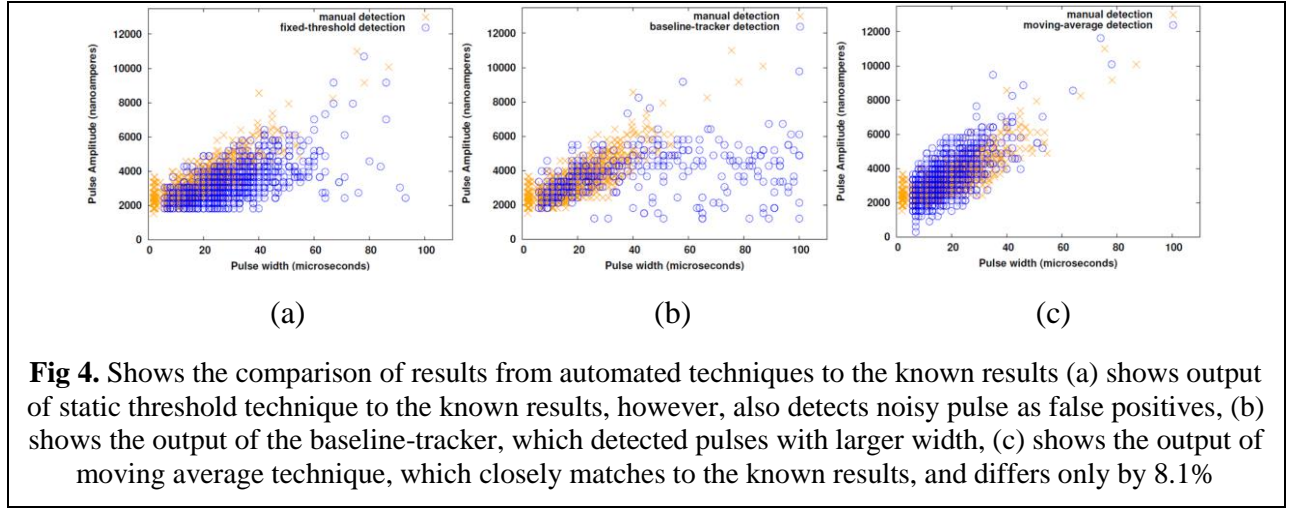 manual detection
fixed-threshold detection
12000
10000
8000
6000
4000
2000
0
Pulse Amplitude (nanoamperes)
0 20 40 60 80 100
Pulse width (microseconds)
(a)
manual detection
baseline-tracker detection
12000
10000
8000
6000
4000
2000
0
Pulse Amplitude (nanoamperes)
0 20 40 60 80 100
Pulse width (microseconds)
(b)
manual detection
moving-average detection
12000
10000
8000
6000
4000
2000
0
Pulse Amplitude (nanoamperes)
0 20 40 60 80 100
Pulse width (microseconds)
(c)
Fig 4. Shows the comparison of results from automated techniques to the known results (a) shows output
of static threshold technique to the known results, however, also detects noisy pulse as false positives, (b)
shows the output of the baseline-tracker, which detected pulses with larger width, (c) shows the output of
moving average technique, which closely matches to the known results, and differs only by 8.1%